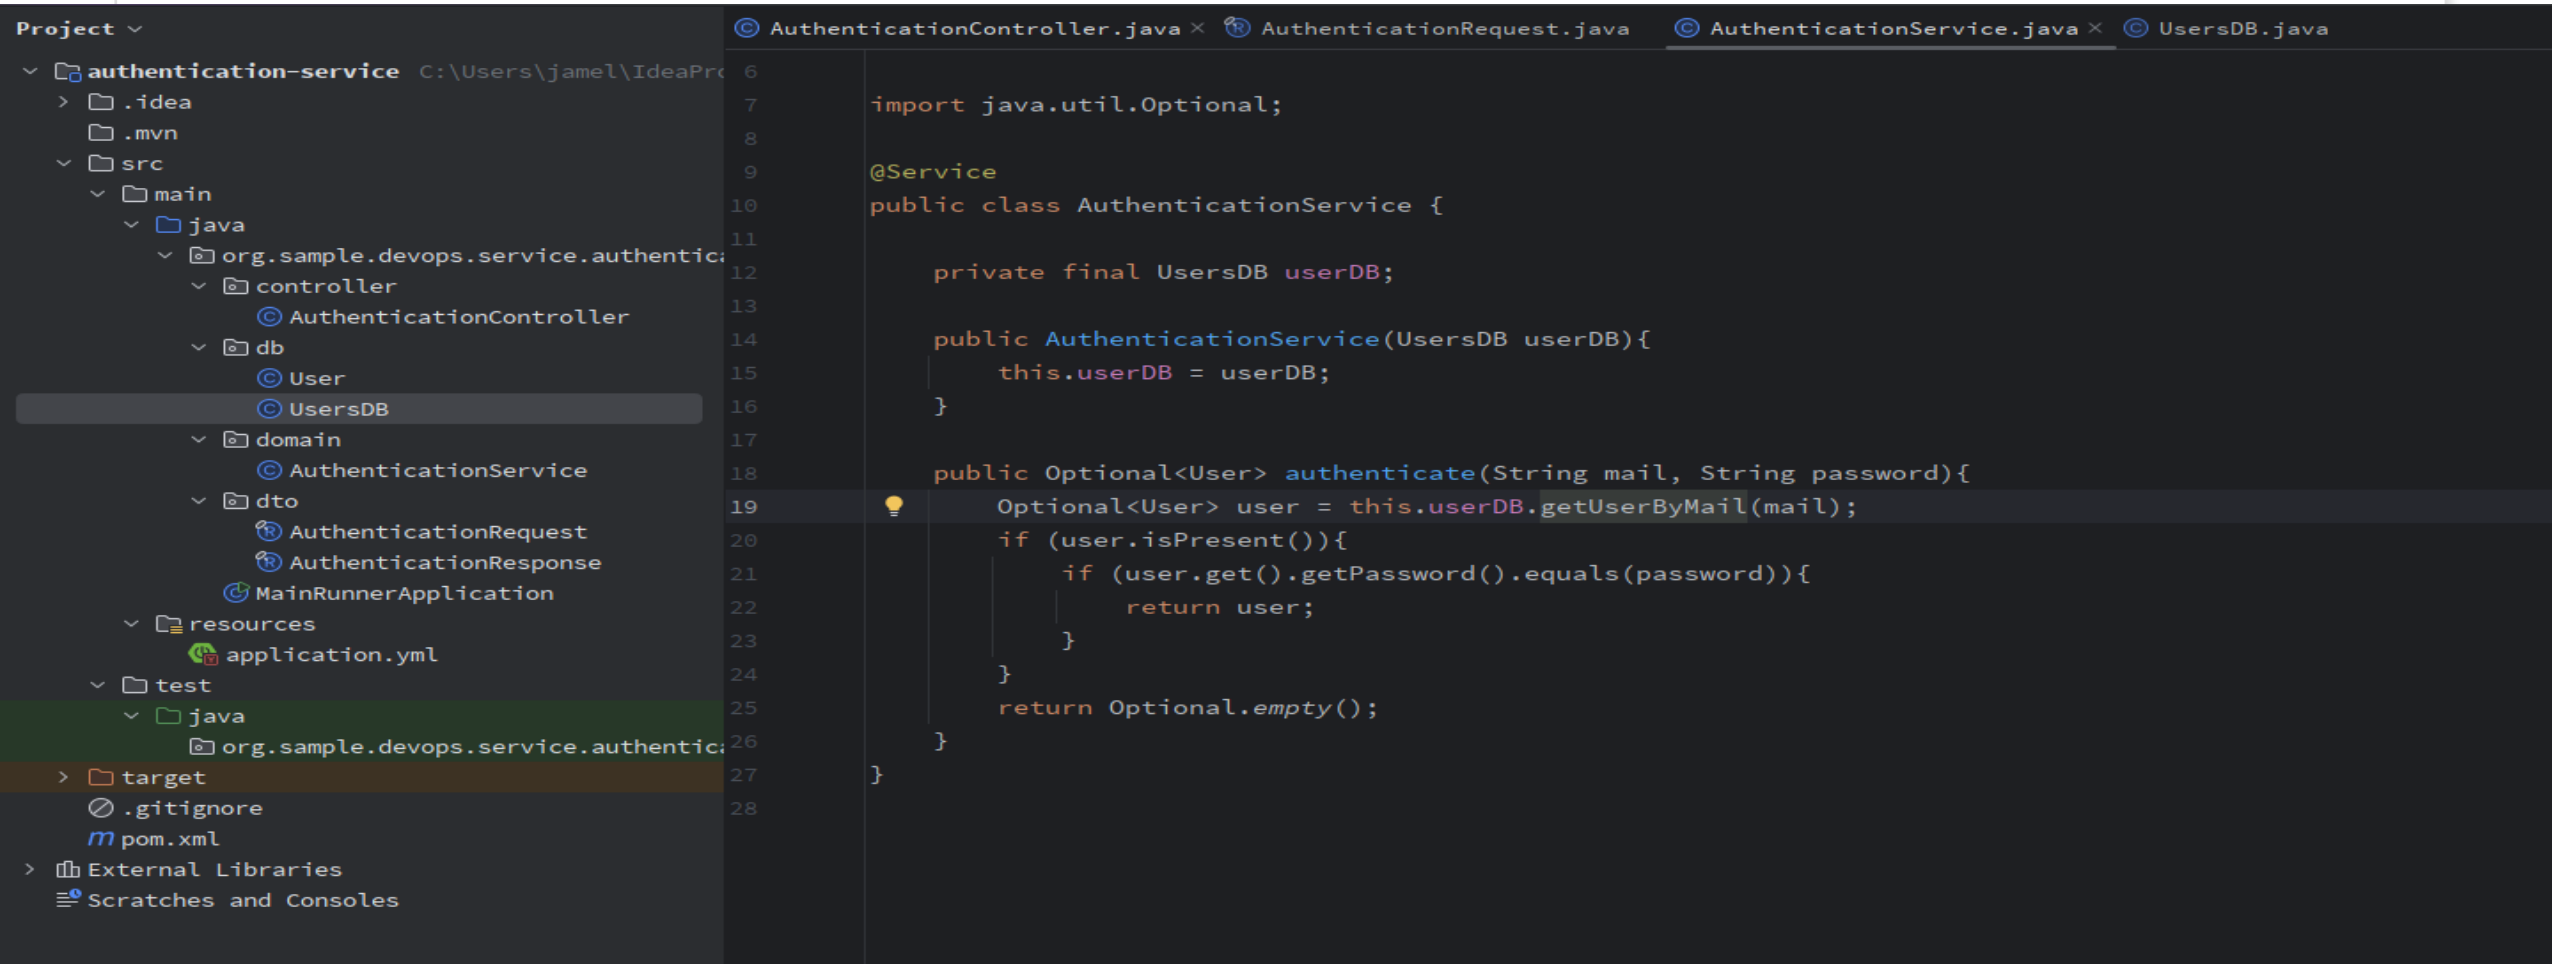 Project
authentication-service C:\Users\jamel\IdeaPr
.idea
.mvn
src
main
java
org.sample.devops.service.authentic
controller
AuthenticationController
db
User
UsersDB
domain
AuthenticationService
dto
AuthenticationRequest
AuthenticationResponse
MainRunnerApplication
resources
application.yml
test
java
org.sample.devops.service.authentic
target
.gitignore
pom.xml
External Libraries
Scratches and Consoles
AuthenticationController.java AuthenticationRequest.java AuthenticationService.java UsersDB.java
6
7 import java.util.Optional;
8
9 @Service
10 public class AuthenticationService {
11
12 private final UsersDB userDB;
13
14 public AuthenticationService(UsersDB userDB){
15 this.userDB = userDB;
16 }
17
18 public Optional<User> authenticate(String mail, String password){
19 Optional<User> user = this.userDB.getUserByMail(mail);
20 if (user.isPresent()){
21 if (user.get().getPassword().equals(password)){
22 return user;
23 }
24 }
25 return Optional.empty();
26 }
27 }
28